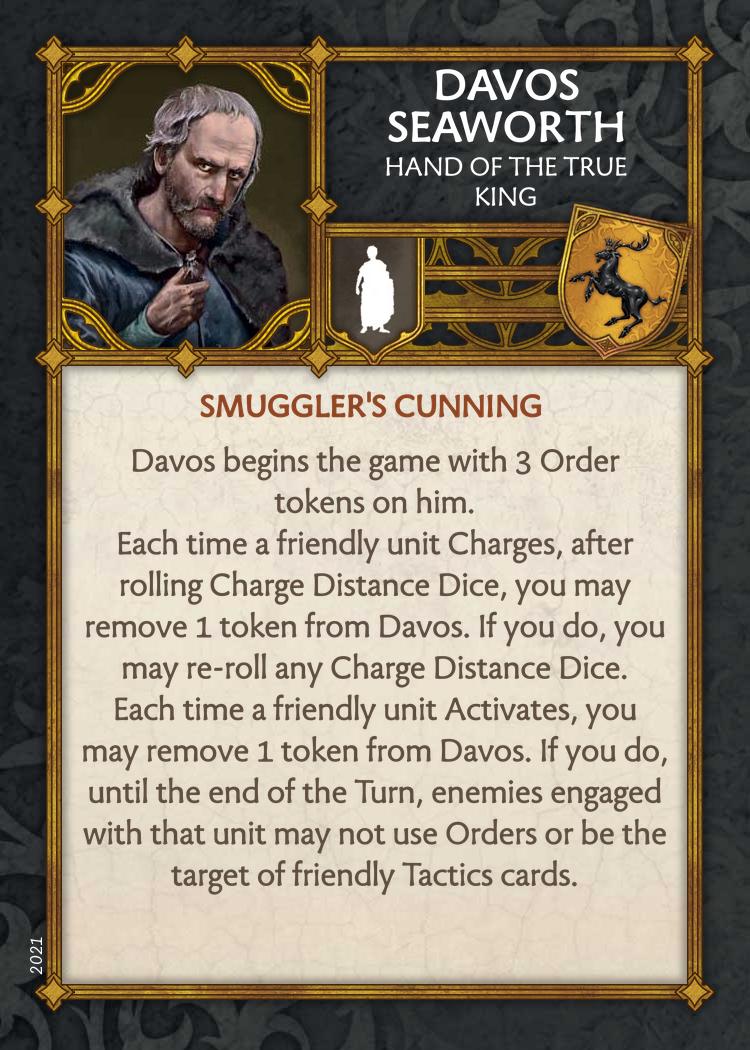 DAVOS
SEAWORTH
HAND OF THE TRUE
KING
SMUGGLER'S CUNNING
Davos begins the game with 3 Order
tokens on him.
Each time a friendly unit Charges, after
rolling Charge Distance Dice, you may
remove 1 token from Davos. If you do, you
may re-roll any Charge Distance Dice.
Each time a friendly unit Activates, you
may remove 1 token from Davos. If you do,
until the end of the Turn, enemies engaged
with that unit may not use Orders or be the
target of friendly Tactics cards.
2021